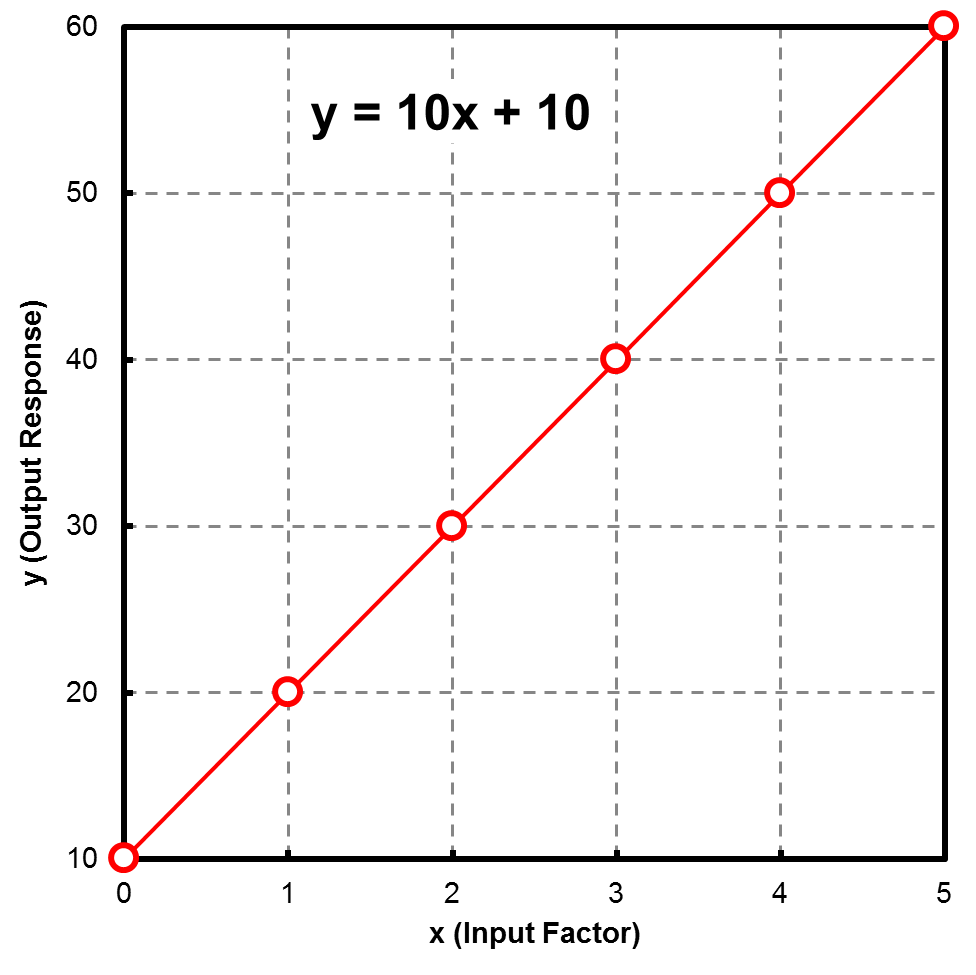 60
y = 10x + 10
50
40
30
20
10
0 1 2 3 4 5
x (Input Factor)
y (Output Response)